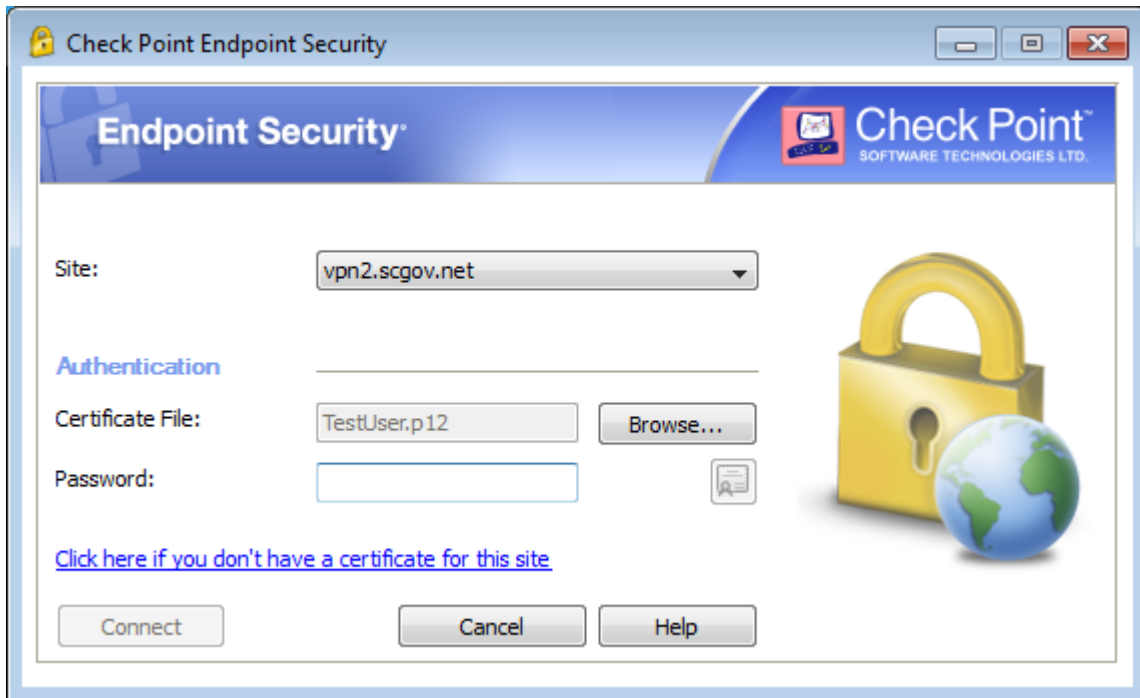 Check Point Endpoint Security
Endpoint Security
Check Point™
SOFTWARE TECHNOLOGIES LTD.
Site:
vpn2.scgov.net
Authentication
Certificate File:
TestUser.p12
Browse...
Password:
Click here if you don't have a certificate for this site
Connect
Cancel
Help